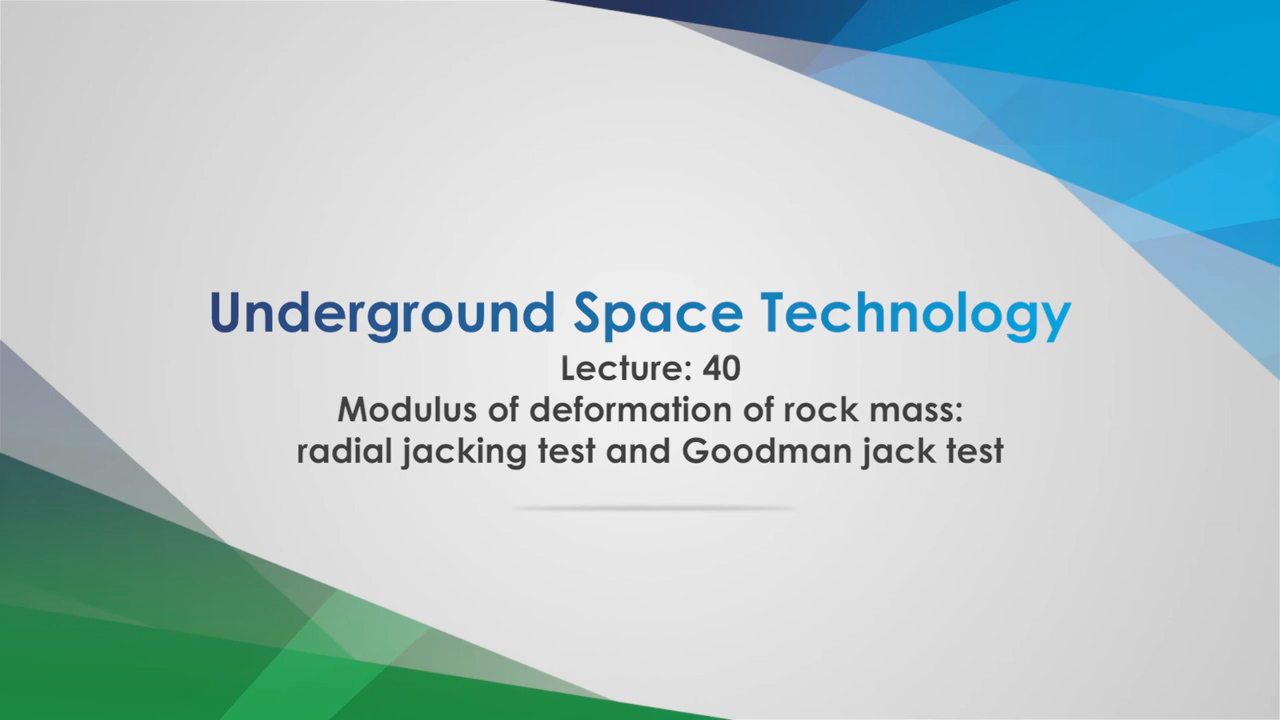 Underground Space Technology
Lecture: 40
Modulus of deformation of rock mass:
radial jacking test and Goodman jack test